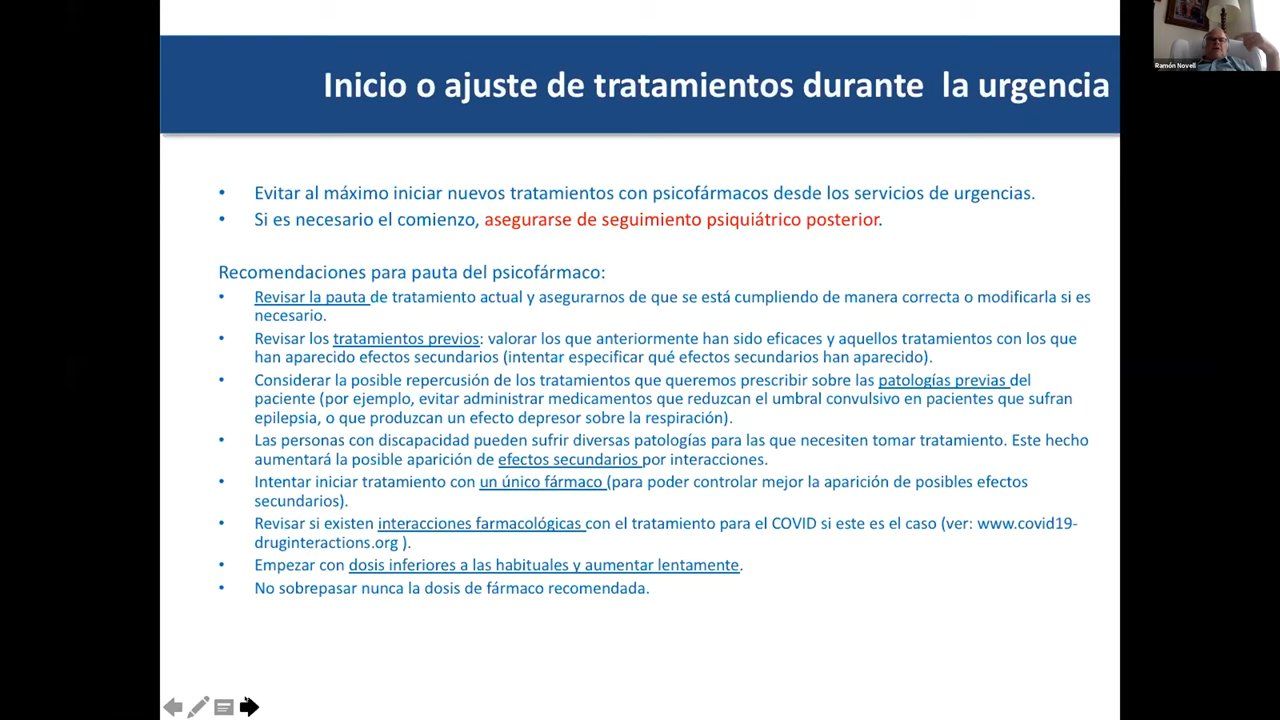 Inicio o ajuste de tratamientos durante la urgencia
Ramón Novell
• Evitar al máximo iniciar nuevos tratamientos con psicofármacos desde los servicios de urgencias.
• Si es necesario el comienzo, asegurarse de seguimiento psiquiátrico posterior.
Recomendaciones para pauta del psicofármaco:
• Revisar la pauta de tratamiento actual y asegurarnos de que se está cumpliendo de manera correcta o modificarla si es
necesario.
• Revisar los tratamientos previos: valorar los que anteriormente han sido eficaces y aquellos tratamientos con los que
han aparecido efectos secundarios (intentar especificar qué efectos secundarios han aparecido).
• Considerar la posible repercusión de los tratamientos que queremos prescribir sobre las patologías previas del
paciente (por ejemplo, evitar administrar medicamentos que reduzcan el umbral convulsivo en pacientes que sufran
epilepsia, o que produzcan un efecto depresor sobre la respiración).
• Las personas con discapacidad pueden sufrir diversas patologías para las que necesiten tomar tratamiento. Este hecho
aumentará la posible aparición de efectos secundarios por interacciones.
• Intentar iniciar tratamiento con un único fármaco (para poder controlar mejor la aparición de posibles efectos
secundarios).
• Revisar si existen interacciones farmacológicas con el tratamiento para el COVID si este es el caso (ver: www.covid19-
druginteractions.org ).
• Empezar con dosis inferiores a las habituales y aumentar lentamente.
• No sobrepasar nunca la dosis de fármaco recomendada.